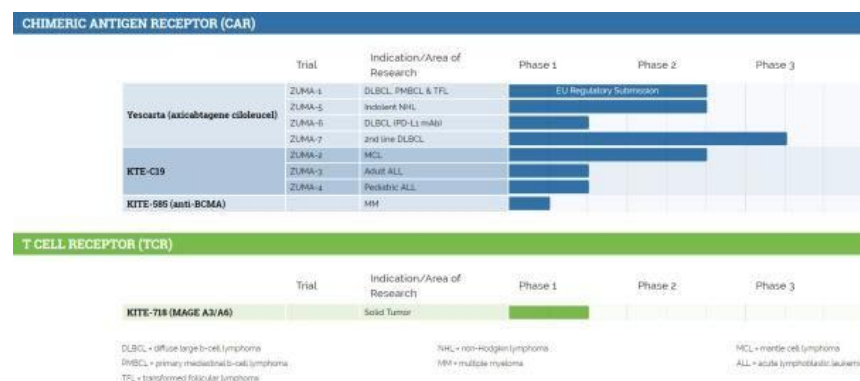 CHIMERIC ANTIGEN RECEPTOR (CAR)
Trial Indication/Area of Research Phase 1 Phase 2 Phase 3
Yescarta (axicabtagene ciloleucel)
ZUMA-1 DLBCL, PMBCL & TFL EU Regulatory Submission
ZUMA-5 Indolent NHL
ZUMA-6 DLBCL (PD-L1 mAb)
ZUMA-7 2nd line DLBCL
KTE-C19
ZUMA-2 MCL
ZUMA-3 Adult ALL
ZUMA-4 Pediatric ALL
KITE-585 (anti-BCMA) MM
T CELL RECEPTOR (TCR)
Trial Indication/Area of Research Phase 1 Phase 2 Phase 3
KITE-718 (MAGE A3/A6) Solid Tumor
DLBCL = diffuse large b-cell lymphoma NHL = non-Hodgkin lymphoma MCL = mantle cell lymphoma
PMBCL = primary mediastinal b-cell lymphoma MM = multiple myeloma ALL = acute lymphoblastic leukemi
TFL = transformed follicular lymphoma